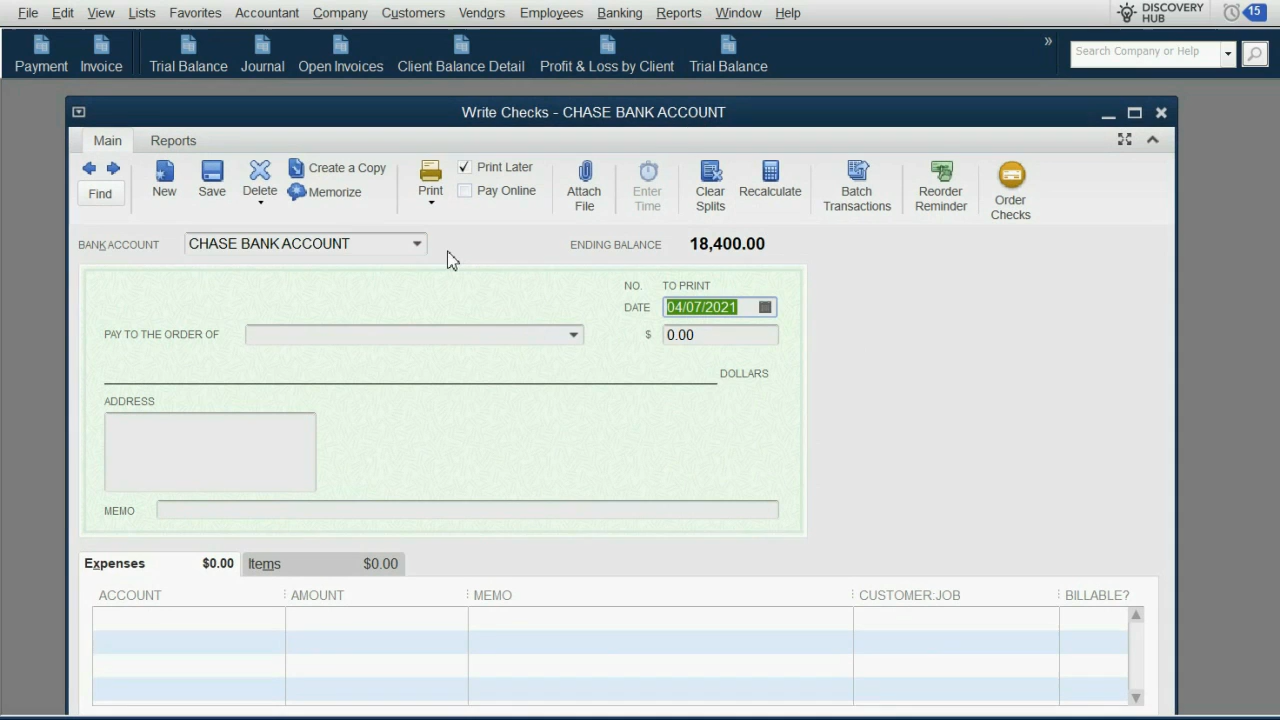 File Edit View Lists Favorites Accountant Company Customers Vendors Employees Banking Reports Window Help DISCOVERY HUB 15
Payment Invoice Trial Balance Journal Open Invoices Client Balance Detail Profit & Loss by Client Trial Balance » Search Company or Help
Write Checks - CHASE BANK ACCOUNT
Main Reports
Find New Save Delete Create a Copy Memorize Print Print Later Pay Online Attach File Enter Time Clear Splits Recalculate Batch Transactions Reorder Reminder Order Checks
BANK ACCOUNT CHASE BANK ACCOUNT ENDING BALANCE 18,400.00
NO. TO PRINT
DATE 04/07/2021
PAY TO THE ORDER OF $ 0.00
DOLLARS
ADDRESS
MEMO
Expenses $0.00 Items $0.00
ACCOUNT AMOUNT MEMO CUSTOMER:JOB BILLABLE?